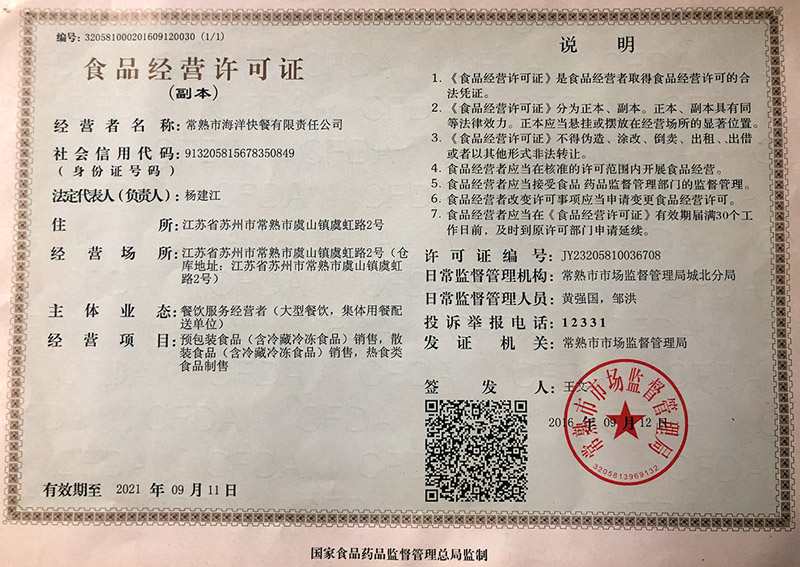 编号: 320581000201609120030 (1/1)
食品经营许可证
(副本)
经营者名称: 常熟市海洋快餐有限责任公司
社会信用代码: 913205815678350849
(身份证号码)
法定代表人(负责人): 杨建江
住所: 江苏省苏州市常熟市虞山镇虞虹路2号
经营场所: 江苏省苏州市常熟市虞山镇虞虹路2号(仓
库地址: 江苏省苏州市常熟市虞山镇虞虹
路2号)
主体业态: 餐饮服务经营者(大型餐饮, 集体用餐配
送单位)
经营项目: 预包装食品(含冷藏冷冻食品)销售, 散
装食品(含冷藏冷冻食品)销售, 热食类
食品制售
有效期至 2021 年 09 月 11 日
说明
1. 《食品经营许可证》是食品经营者取得食品经营许可的合
法凭证。
2. 《食品经营许可证》分为正本、副本。正本、副本具有同
等法律效力。正本应当悬挂或摆放在经营场所的显著位置。
3. 《食品经营许可证》不得伪造、涂改、倒卖、出租、出借
或者以其他形式非法转让。
4. 食品经营者应当在核准的许可范围内开展食品经营。
5. 食品经营者应当接受食品药品监督管理部门的监督管理。
6. 食品经营者改变许可事项应当申请变更食品经营许可。
7. 食品经营者应当在《食品经营许可证》有效期届满30个工
作日前, 及时到原许可部门申请延续。
许可证编号: JY23205810036708
日常监督管理机构: 常熟市市场监督管理局城北分局
日常监督管理人员: 黄强国, 邹洪
投诉举报电话: 12331
发证机关: 常熟市市场监督管理局
签发人: 王文
2016 年 09 月 12 日
常熟市市场监督管理局
3205813969132
国家食品药品监督管理总局监制